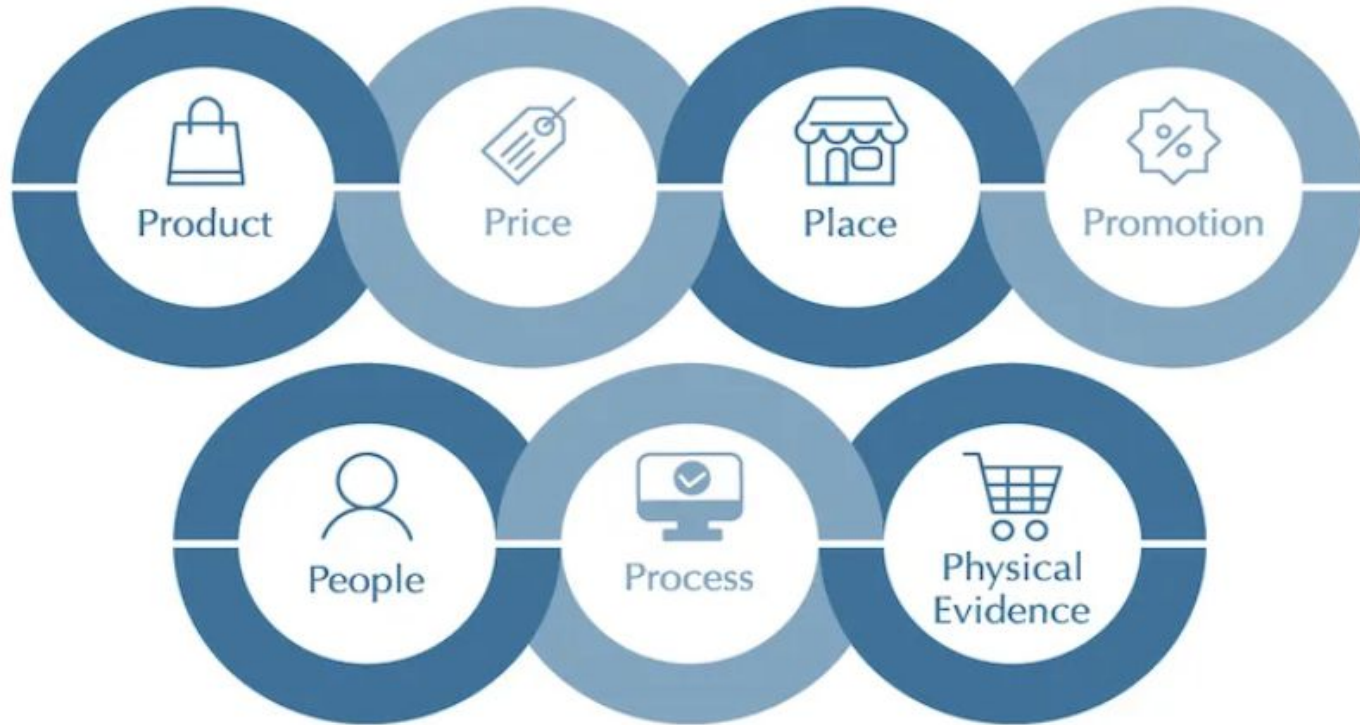 Product
Price
Place
Promotion
People
Process
Physical
Evidence